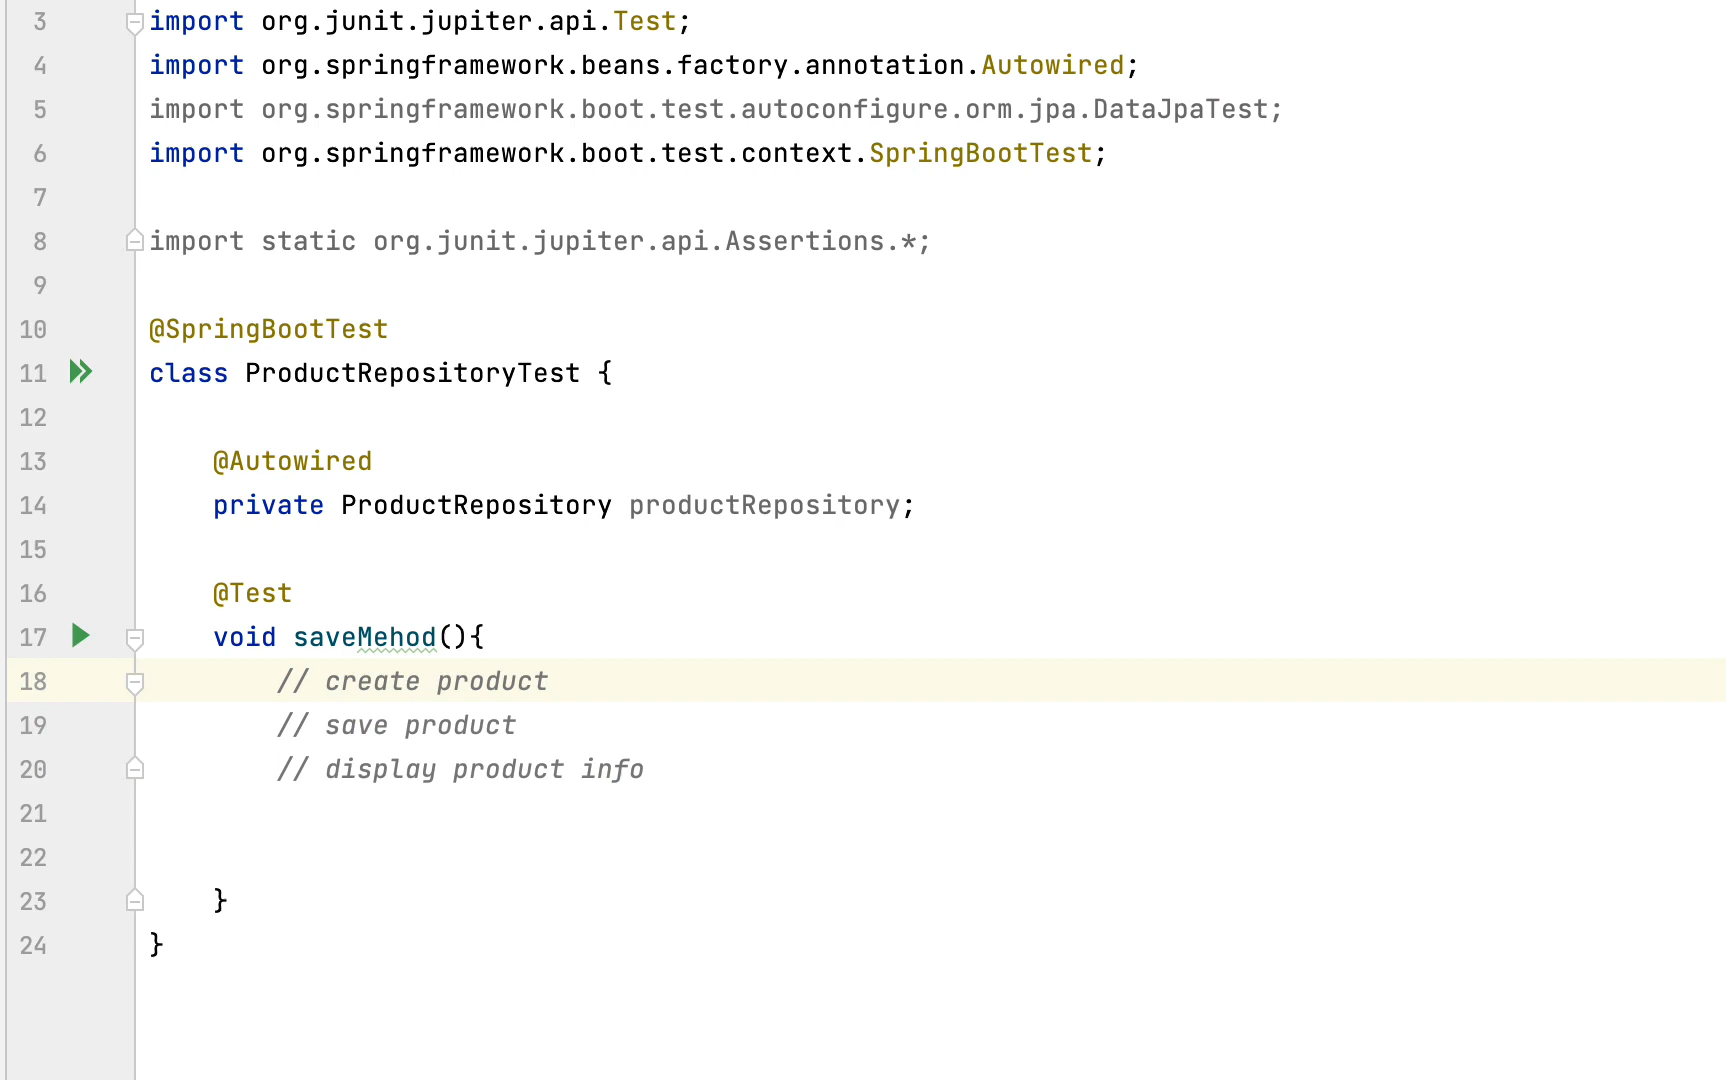 3 import org.junit.jupiter.api.Test;
4 import org.springframework.beans.factory.annotation.Autowired;
5 import org.springframework.boot.test.autoconfigure.orm.jpa.DataJpaTest;
6 import org.springframework.boot.test.context.SpringBootTest;
7
8 import static org.junit.jupiter.api.Assertions.*;
9
10 @SpringBootTest
11 class ProductRepositoryTest {
12
13     @Autowired
14     private ProductRepository productRepository;
15
16     @Test
17     void saveMehod(){
18         // create product
19         // save product
20         // display product info
21
22
23     }
24 }